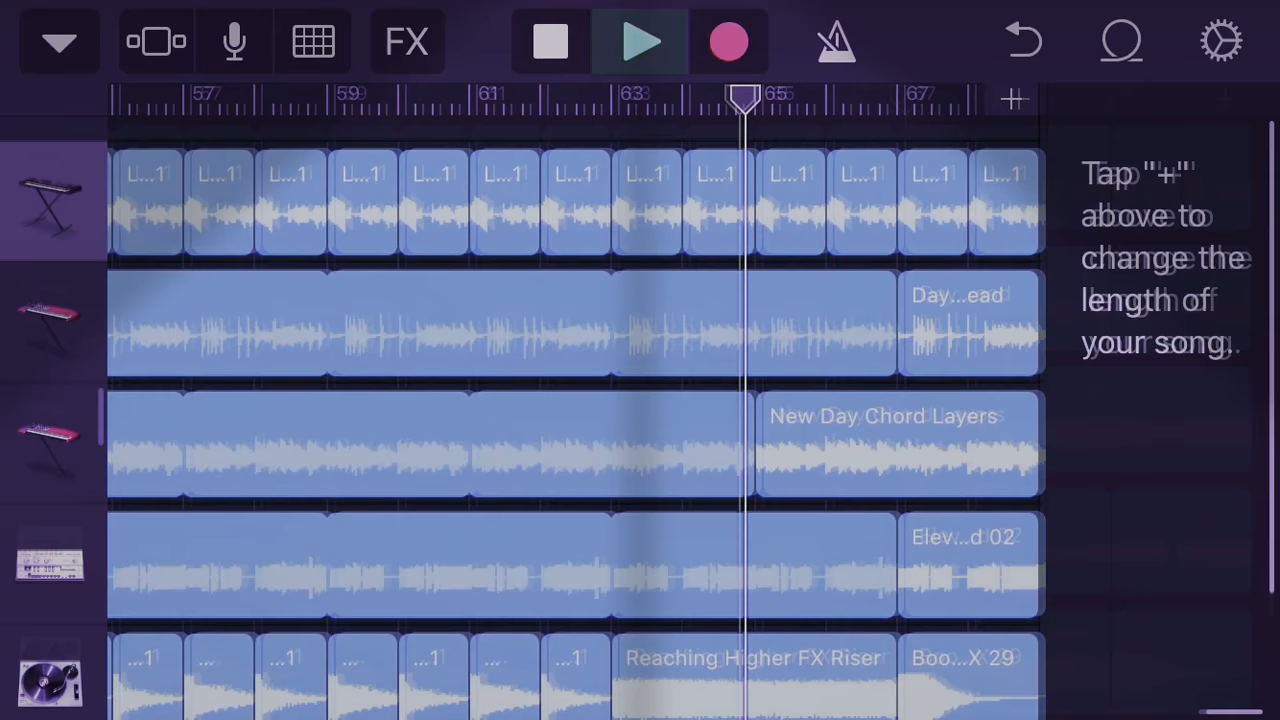 FX
57 59 61 63 65 67
L...1 L...1 L...1 L...1 L...1 L...1 L...1 L...1 L...1 L...1 L...1 L...1 L...1
Tap "+"
above to
change the
length of
your song.
Day...ead
New Day Chord Layers
Elev...d 02
...1 ... ...1 ... ...1 ... ...1 Reaching Higher FX Riser Boo...X 29